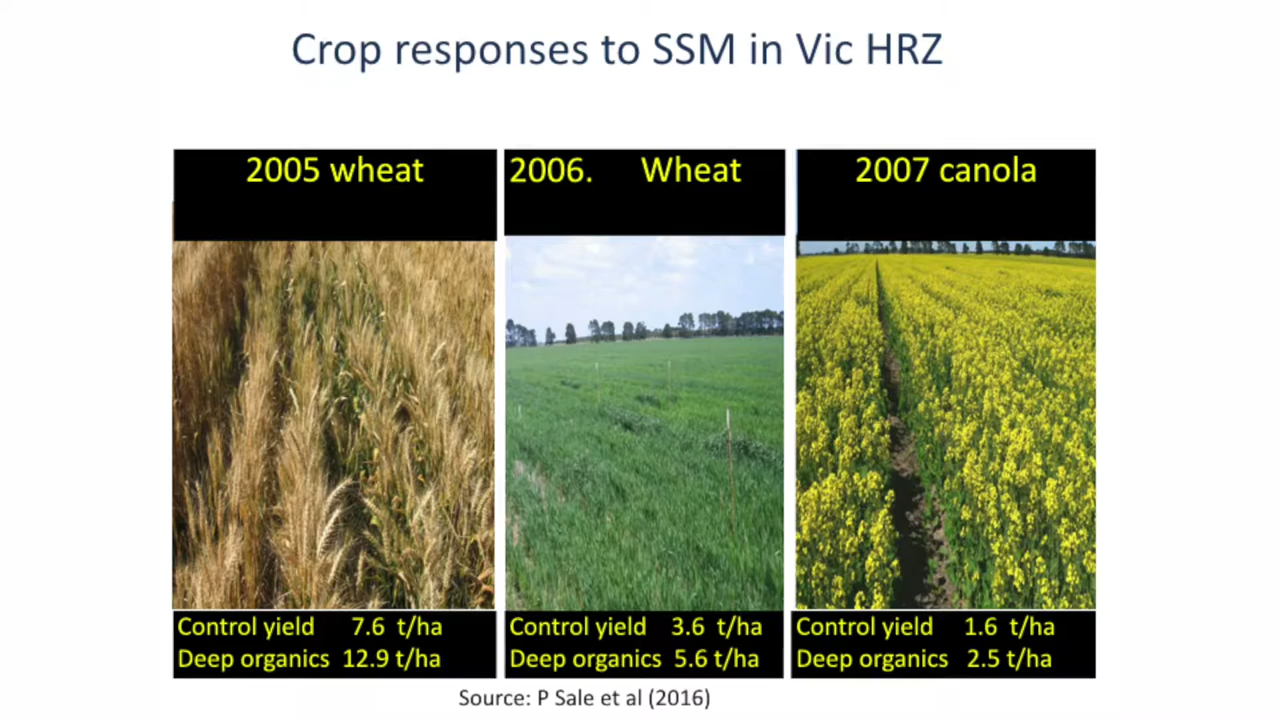 Crop responses to SSM in Vic HRZ
2005 wheat
2006. Wheat
2007 canola
Control yield 7.6 t/ha
Deep organics 12.9 t/ha
Control yield 3.6 t/ha
Deep organics 5.6 t/ha
Control yield 1.6 t/ha
Deep organics 2.5 t/ha
Source: P Sale et al (2016)